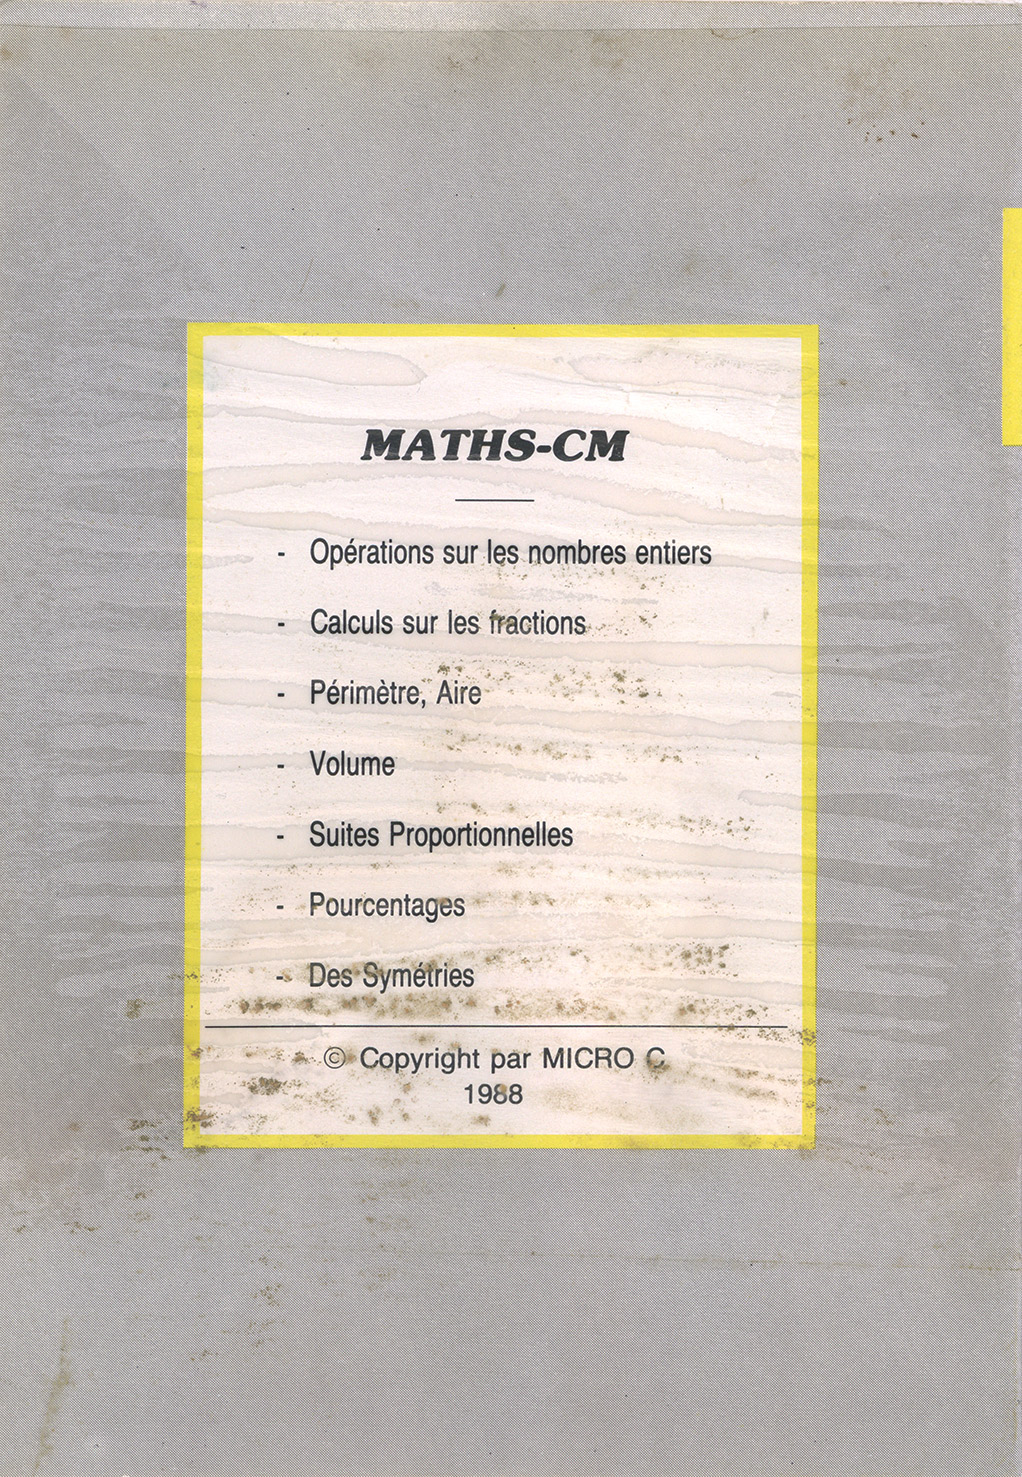 MATHS-CM
- Opérations sur les nombres entiers
- Calculs sur les fractions
- Périmètre, Aire
- Volume
- Suites Proportionnelles
- Pourcentages
- Des Symétries
© Copyright par MICRO C
1988